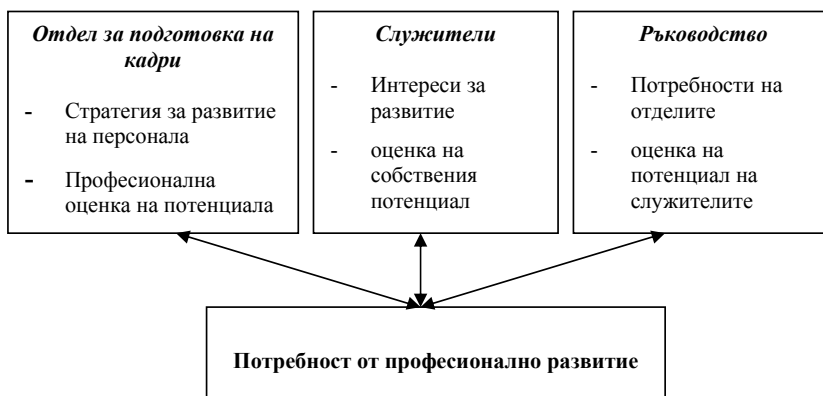 Отдел за подготовка на
кадри
- Стратегия за развитие
на персонала
- Професионална
оценка на потенциала
Служители
- Интереси за
развитие
- оценка на
собствения
потенциал
Ръководство
- Потребности на
отделите
- оценка на
потенциал на
служителите
Потребност от професионално развитие